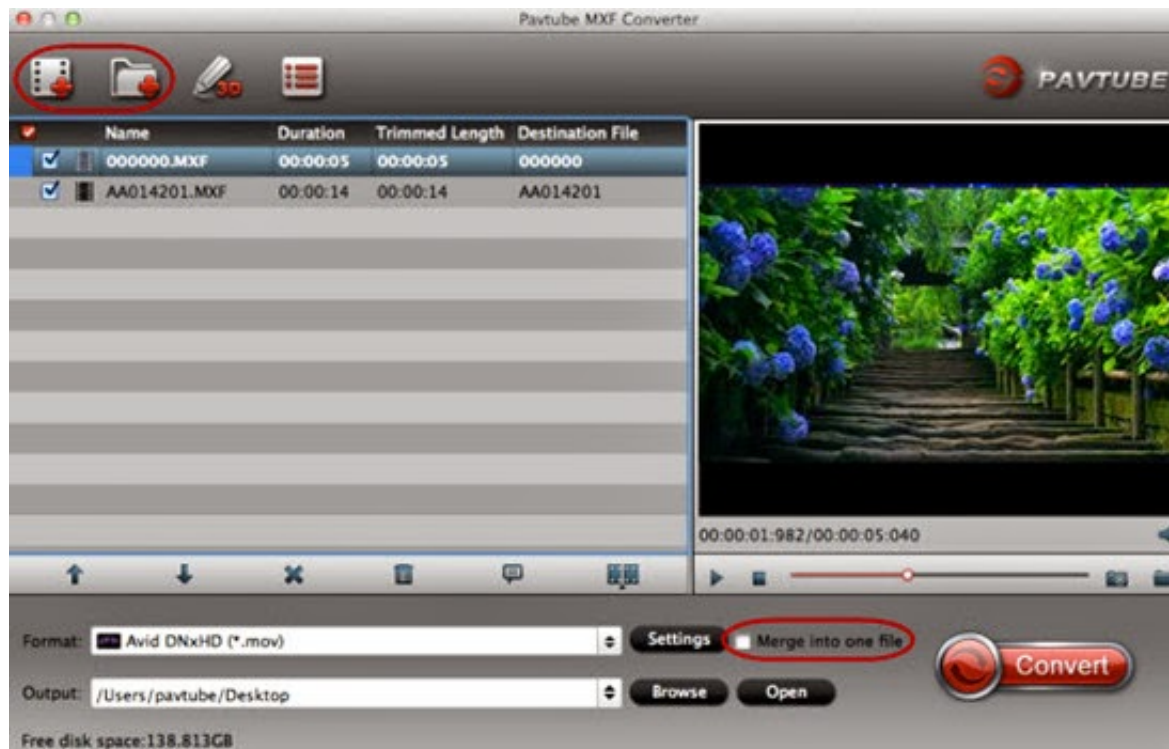 Pavtube MXF Converter
3D
PAVTUBE
Name Duration Trimmed Length Destination File
000000.MXF 00:00:05 00:00:05 000000
AA014201.MXF 00:00:14 00:00:14 AA014201
00:00:01:982/00:00:05:040
Format: Avid DNxHD (*.mov) Settings Merge into one file
Convert
Output: /Users/pavtube/Desktop Browse Open
Free disk space:138.813GB